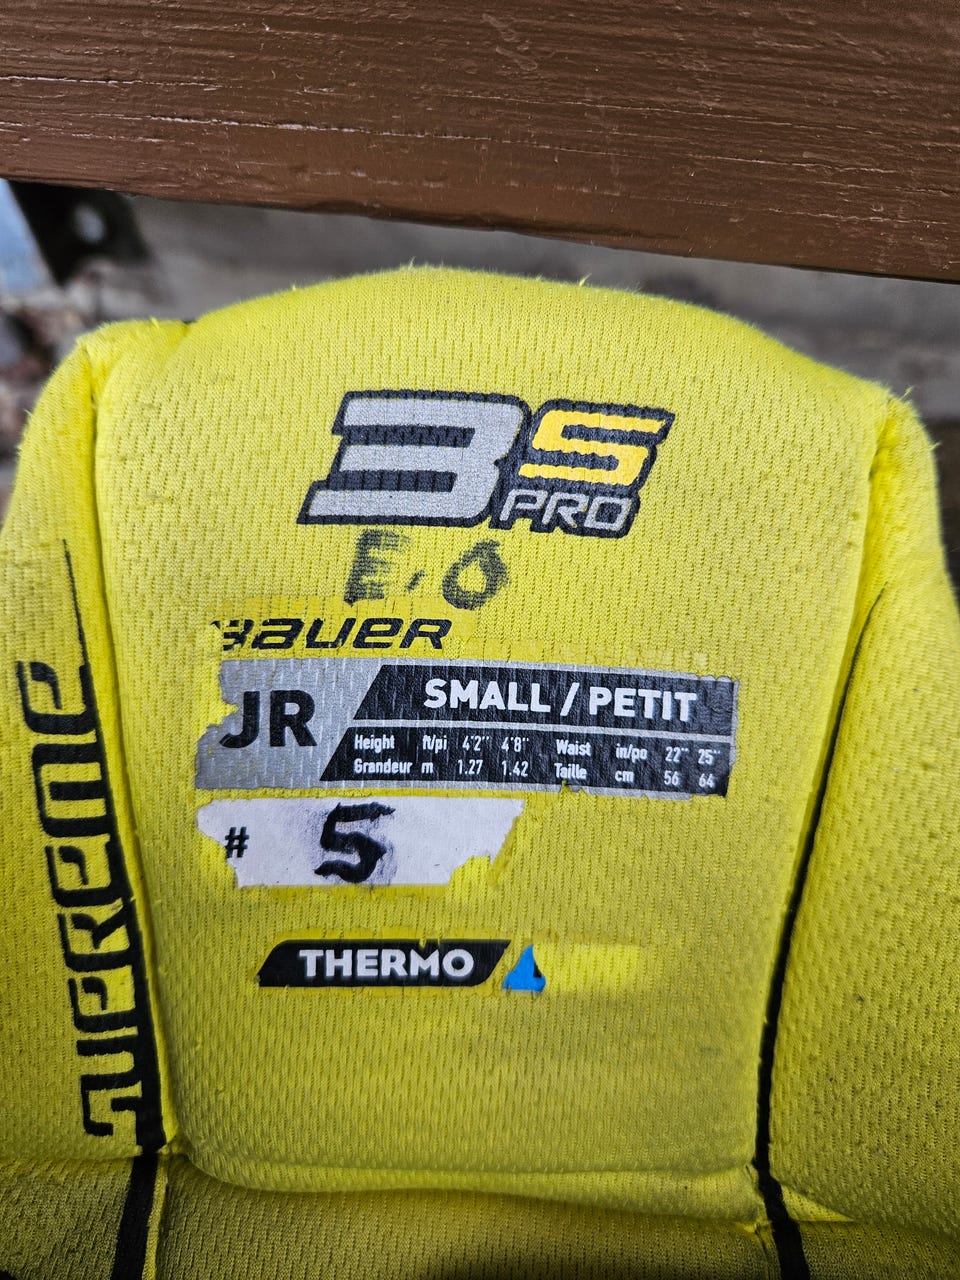 3S
PRO
E.O
BAUER
JR
SMALL / PETIT
Height ft/pi 4'2" 4'8" Waist in/po 22" 25"
Grandeur m 1.27 1.42 Taille cm 56 64
# 5
THERMO
SUPREME